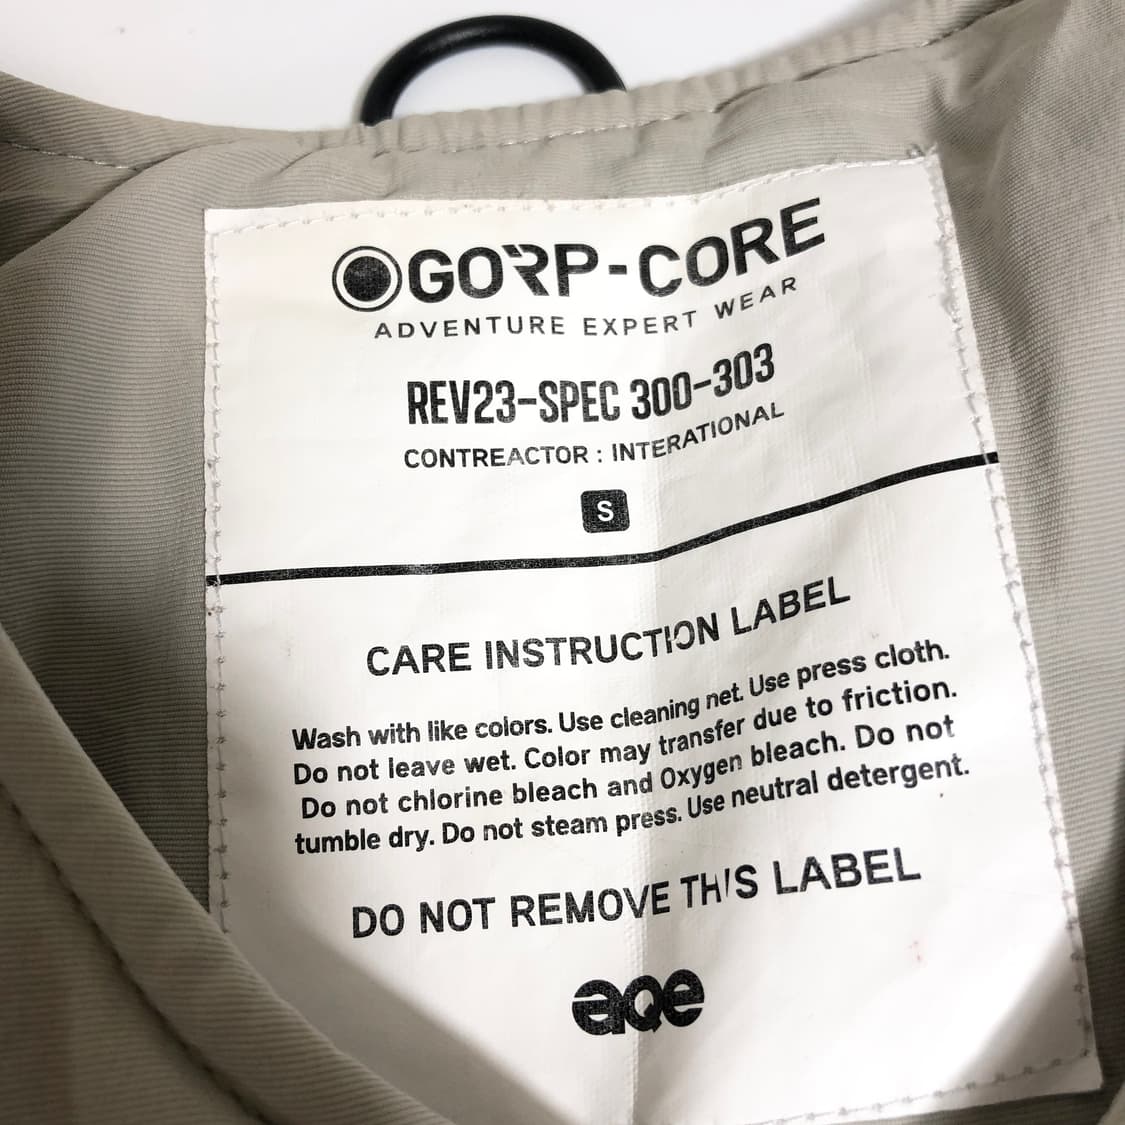 GORP-CORE
ADVENTURE EXPERT WEAR
REV23-SPEC 300-303
CONTREACTOR : INTERATIONAL
S
CARE INSTRUCTION LABEL
Wash with like colors. Use cleaning net. Use press cloth.
Do not leave wet. Color may transfer due to friction.
Do not chlorine bleach and Oxygen bleach. Do not
tumble dry. Do not steam press. Use neutral detergent.
DO NOT REMOVE THIS LABEL
aqe